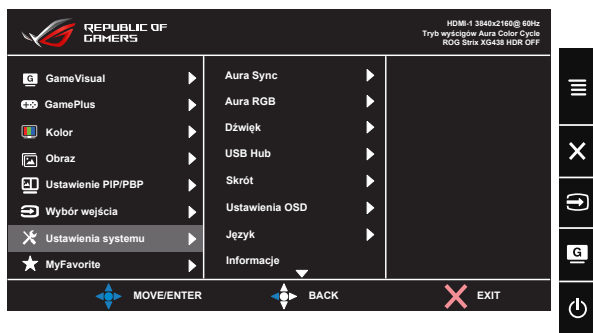 REPUBLIC OF
GAMERS
HDMI-1 3840x2160@ 60Hz
Tryb wyścigów Aura Color Cycle
ROG Strix XG438 HDR OFF
G GameVisual
GamePlus
Kolor
Obraz
Ustawienie PIP/PBP
Wybór wejścia
Ustawienia systemu
MyFavorite
Aura Sync
Aura RGB
Dźwięk
USB Hub
Skrót
Ustawienia OSD
Język
Informacje
MOVE/ENTER
BACK
EXIT
G